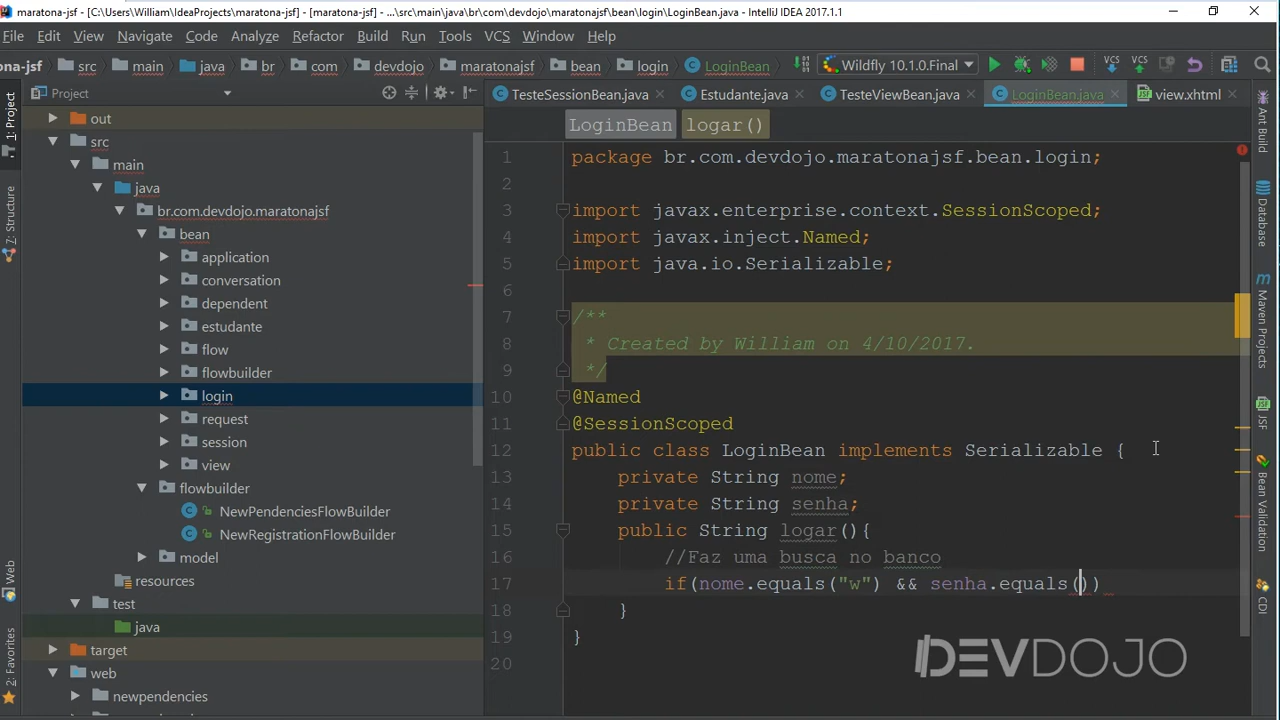 maratona-jsf - [C:\Users\William\IdeaProjects\maratona-jsf] - [maratona-jsf] - ...\src\main\java\br\com\devdojo\maratonajsf\bean\login\LoginBean.java - IntelliJ IDEA 2017.1.1
File Edit View Navigate Code Analyze Refactor Build Run Tools VCS Window Help
ona-jsf src main java br com devdojo maratonajsf bean login LoginBean Wildfly 10.1.0.Final VCS VCS
Project
TesteSessionBean.java Estudante.java TesteViewBean.java LoginBean.java view.xhtml
LoginBean logar()
1: Project
Z: Structure
Web
2: Favorites
out
src
main
java
br.com.devdojo.maratonajsf
bean
application
conversation
dependent
estudante
flow
flowbuilder
login
request
session
view
flowbuilder
NewPendenciesFlowBuilder
NewRegistrationFlowBuilder
model
resources
test
java
target
web
newpendencies
1 package br.com.devdojo.maratonajsf.bean.login;
2
3 import javax.enterprise.context.SessionScoped;
4 import javax.inject.Named;
5 import java.io.Serializable;
6
7 /**
8 * Created by William on 4/10/2017.
9 */
10 @Named
11 @SessionScoped
12 public class LoginBean implements Serializable {
13 private String nome;
14 private String senha;
15 public String logar(){
16 //Faz uma busca no banco
17 if(nome.equals("w") && senha.equals())
18 }
19 }
20
DEVDOJO
Ant Build
Database
Maven Projects
JSF
Bean Validation
CDI